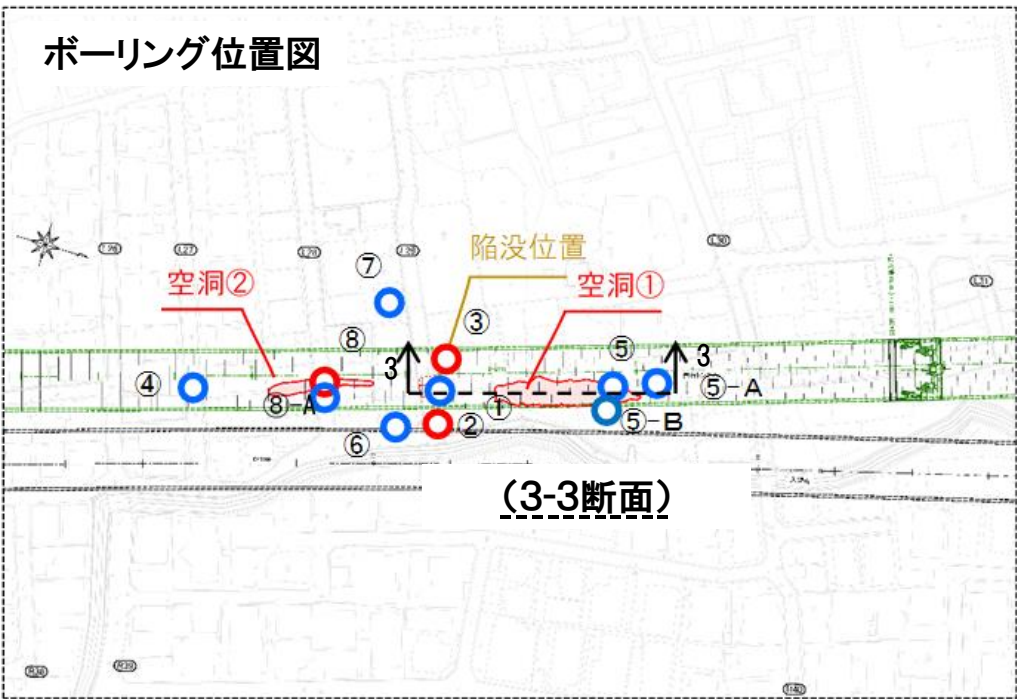 ボーリング位置図
陥没位置
⑦
空洞②
空洞①
③
⑧
⑤
3
3
④
⑧-A
①
⑤-A
⑥
②
⑤-B
(3-3断面)